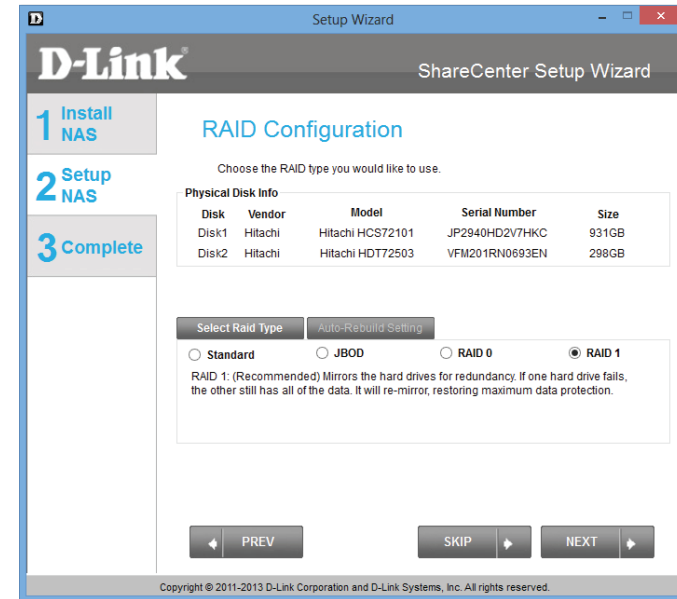 D
Setup Wizard
D-Link®
ShareCenter Setup Wizard
1 Install
NAS
2 Setup
NAS
3 Complete
RAID Configuration
Choose the RAID type you would like to use.
Physical Disk Info
Disk Vendor Model Serial Number Size
Disk1 Hitachi Hitachi HCS72101 JP2940HD2V7HKC 931GB
Disk2 Hitachi Hitachi HDT72503 VFM201RN0693EN 298GB
Select Raid Type Auto-Rebuild Setting
Standard JBOD RAID 0 RAID 1
RAID 1: (Recommended) Mirrors the hard drives for redundancy. If one hard drive fails,
the other still has all of the data. It will re-mirror, restoring maximum data protection.
PREV SKIP NEXT
Copyright © 2011-2013 D-Link Corporation and D-Link Systems, Inc. All rights reserved.